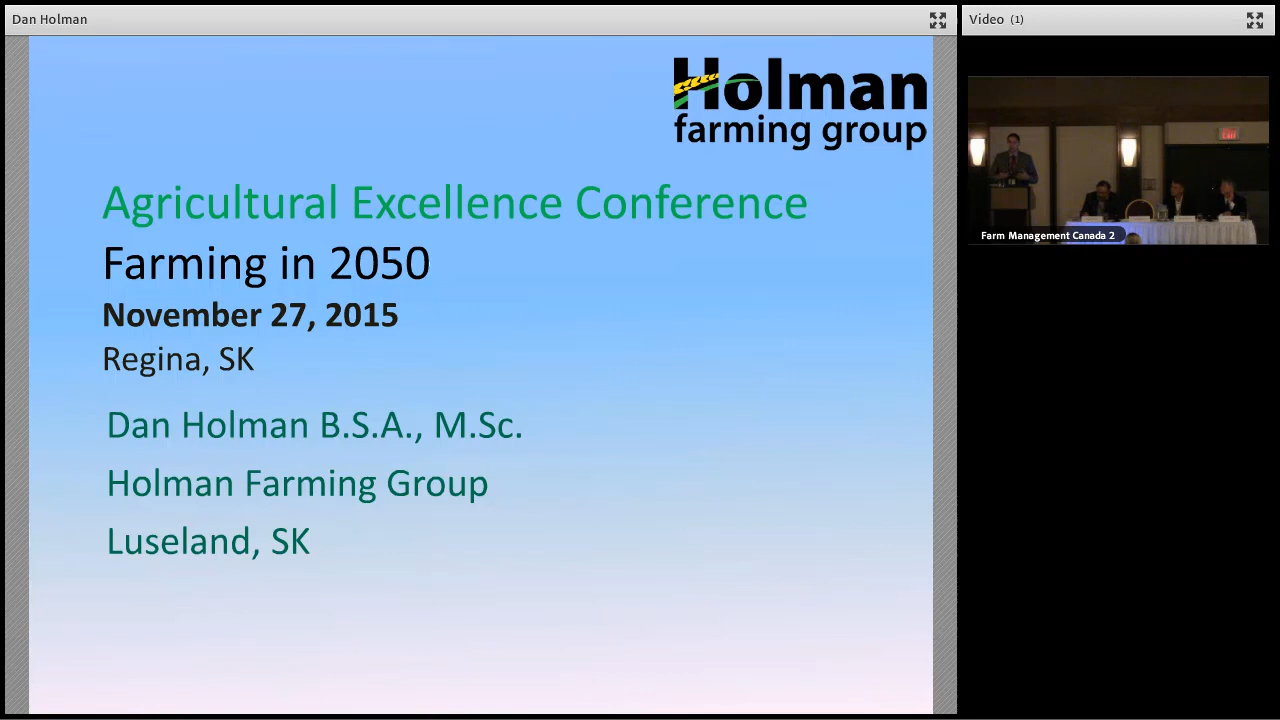 Dan Holman
Video (1)
Holman
farming group
Agricultural Excellence Conference
Farming in 2050
November 27, 2015
Regina, SK
Dan Holman B.S.A., M.Sc.
Holman Farming Group
Luseland, SK
Farm Management Canada 2